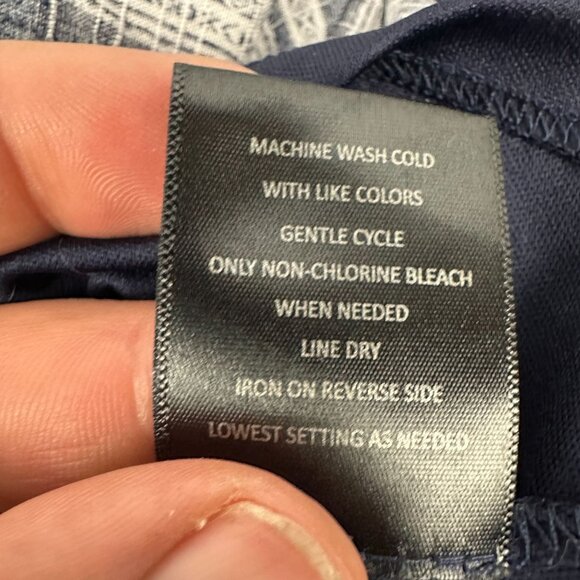 MACHINE WASH COLD
WITH LIKE COLORS
GENTLE CYCLE
ONLY NON-CHLORINE BLEACH
WHEN NEEDED
LINE DRY
IRON ON REVERSE SIDE
LOWEST SETTING AS NEEDED